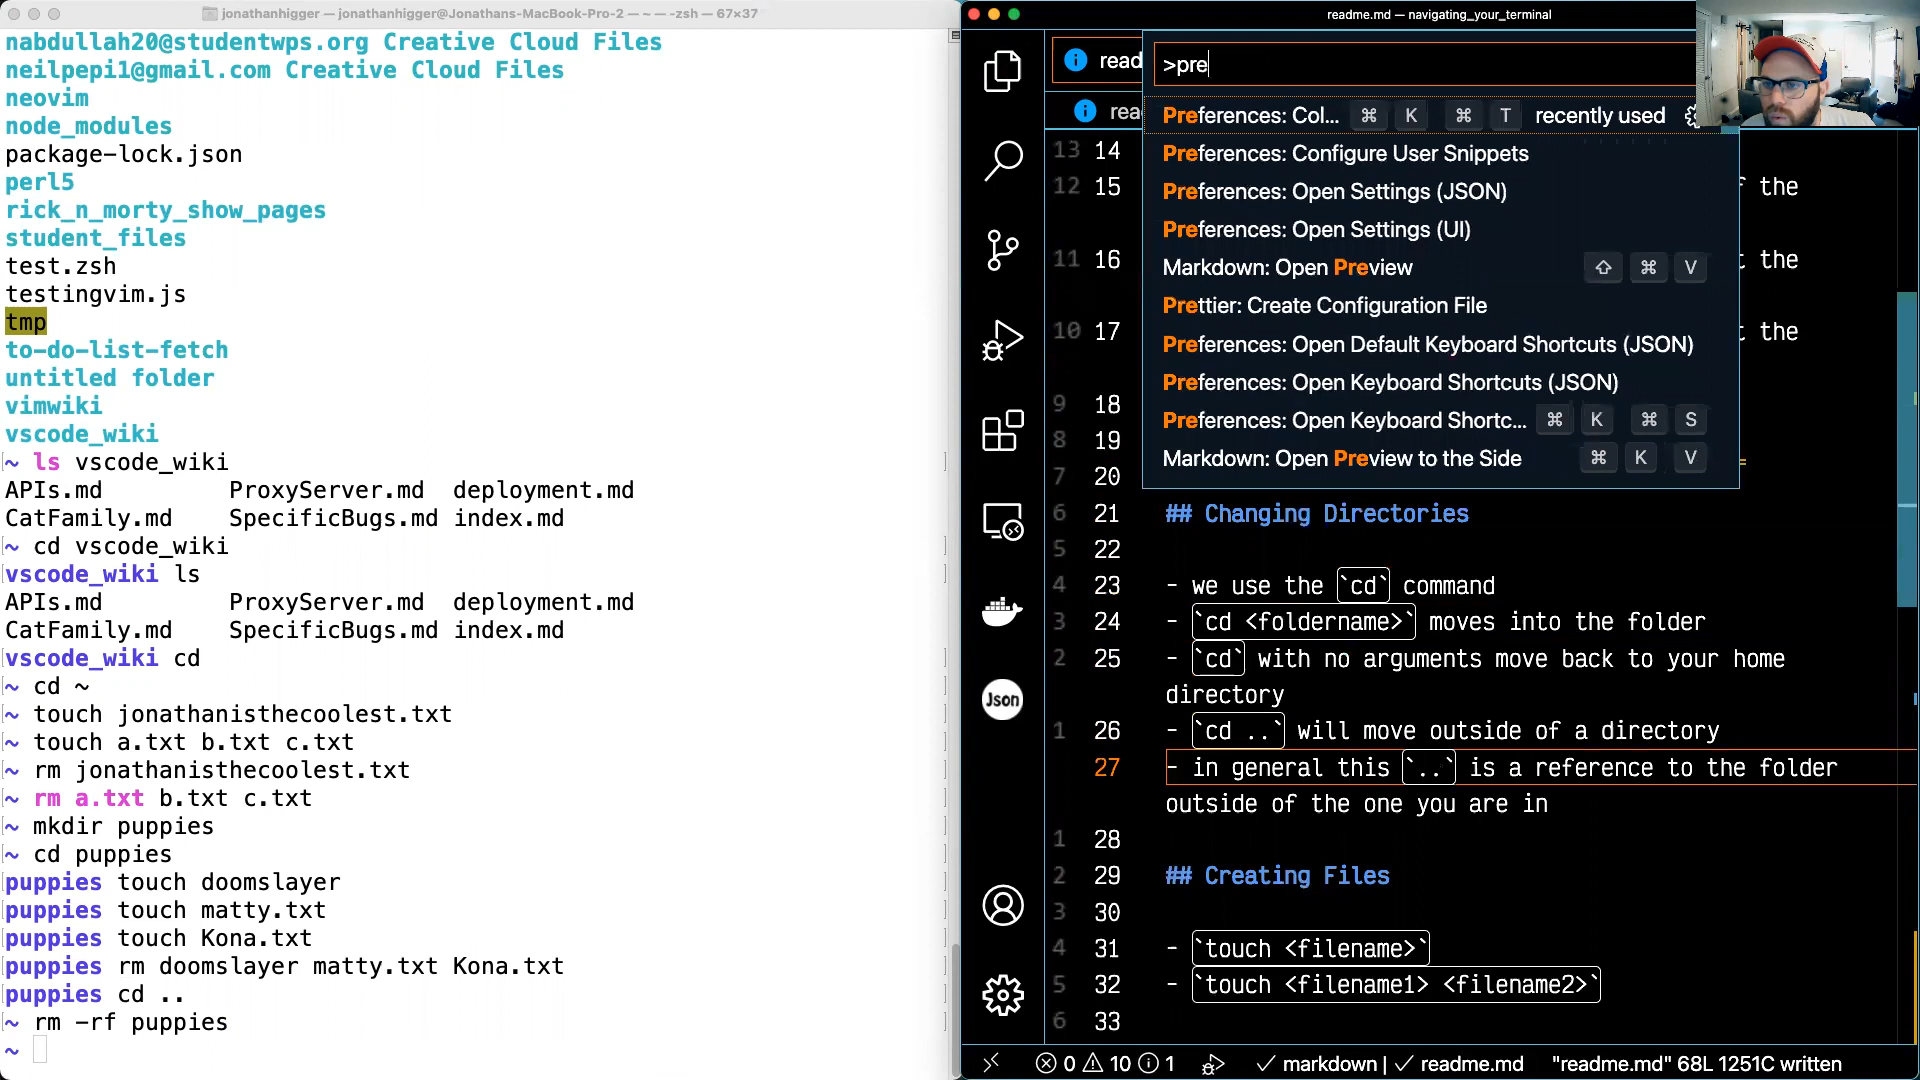 jonathanhigger — jonathanhigger@Jonathans-MacBook-Pro-2 — ~ — -zsh — 67×37
nabdullah20@studentwps.org Creative Cloud Files
neilpepi1@gmail.com Creative Cloud Files
neovim
node_modules
package-lock.json
perl5
rick_n_morty_show_pages
student_files
test.zsh
testingvim.js
tmp
to-do-list-fetch
untitled folder
vimwiki
vscode_wiki
~ ls vscode_wiki
APIs.md ProxyServer.md deployment.md
CatFamily.md SpecificBugs.md index.md
~ cd vscode_wiki
vscode_wiki ls
APIs.md ProxyServer.md deployment.md
CatFamily.md SpecificBugs.md index.md
vscode_wiki cd
~ cd ~
~ touch jonathanisthecoolest.txt
~ touch a.txt b.txt c.txt
~ rm jonathanisthecoolest.txt
~ rm a.txt b.txt c.txt
~ mkdir puppies
~ cd puppies
puppies touch doomslayer
puppies touch matty.txt
puppies touch Kona.txt
puppies rm doomslayer matty.txt Kona.txt
puppies cd ..
~ rm -rf puppies
~
readme.md — navigating_your_terminal
read
>pre
rea
Preferences: Col... ⌘ K ⌘ T recently used
Preferences: Configure User Snippets
Preferences: Open Settings (JSON)
Preferences: Open Settings (UI)
Markdown: Open Preview ⇧ ⌘ V
Prettier: Create Configuration File
Preferences: Open Default Keyboard Shortcuts (JSON)
Preferences: Open Keyboard Shortcuts (JSON)
Preferences: Open Keyboard Shortc... ⌘ K ⌘ S
Markdown: Open Preview to the Side ⌘ K V
13 14
12 15 the
11 16 the
10 17 the
9 18
8 19
7 20
6 21 ## Changing Directories
5 22
4 23 - we use the `cd` command
3 24 - `cd <foldername>` moves into the folder
2 25 - `cd` with no arguments move back to your home
directory
1 26 - `cd ..` will move outside of a directory
27 - in general this `..` is a reference to the folder
outside of the one you are in
1 28
2 29 ## Creating Files
3 30
4 31 - `touch <filename>`
5 32 - `touch <filename1> <filename2>`
6 33
Json
0 10 1 markdown | readme.md "readme.md" 68L 1251C written